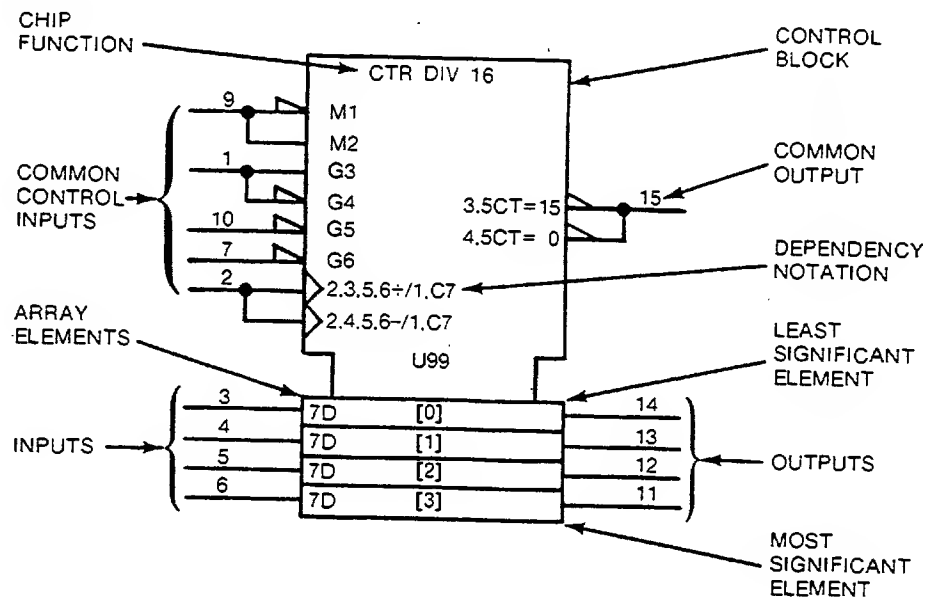 CHIP
FUNCTION
CONTROL
BLOCK
CTR DIV 16
9
M1
M2
1
G3
G4
COMMON
CONTROL
INPUTS
10
G5
7
G6
2
2.3.5.6÷/1.C7
2.4.5.6−/1.C7
3.5CT=15
4.5CT= 0
15
COMMON
OUTPUT
DEPENDENCY
NOTATION
ARRAY
ELEMENTS
U99
LEAST
SIGNIFICANT
ELEMENT
INPUTS
3
7D [0]
14
4
7D [1]
13
5
7D [2]
12
6
7D [3]
11
OUTPUTS
MOST
SIGNIFICANT
ELEMENT